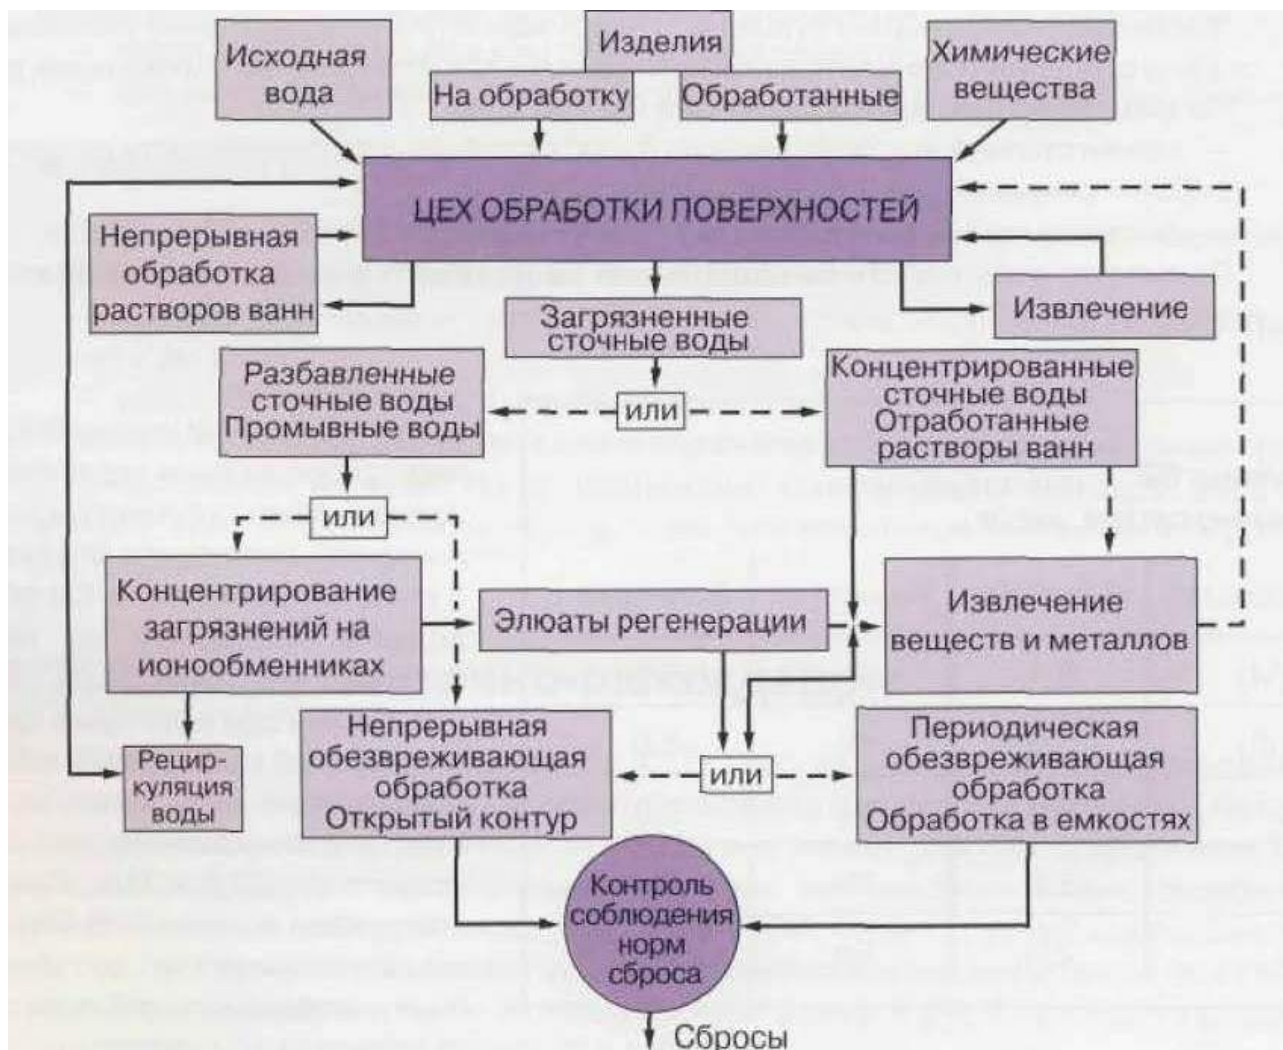 Исходная
вода
Изделия
На обработку
Обработанные
Химические
вещества
ЦЕХ ОБРАБОТКИ ПОВЕРХНОСТЕЙ
Непрерывная
обработка
растворов ванн
Загрязненные
сточные воды
Извлечение
Разбавленные
сточные воды
Промывные воды
или
Концентрированные
сточные воды
Отработанные
растворы ванн
или
Концентрирование
загрязнений на
ионообменниках
Элюаты регенерации
Извлечение
веществ и металлов
Рецир-
куляция
воды
Непрерывная
обезвреживающая
обработка
Открытый контур
или
Периодическая
обезвреживающая
обработка
Обработка в емкостях
Контроль
соблюдения
норм
сброса
Сбросы